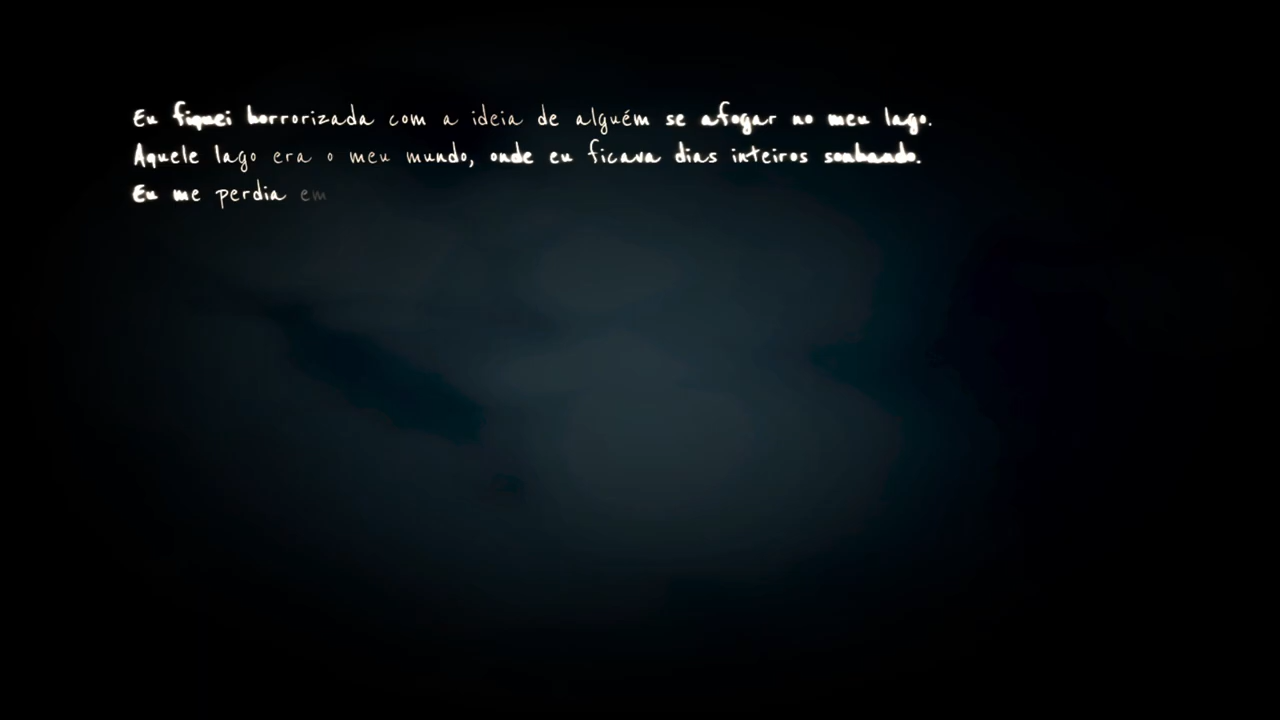 Eu fiquei horrorizada com a ideia de alguém se afogar no meu lago.
Aquele lago era o meu mundo, onde eu ficava dias inteiros sonhando.
Eu me perdia em